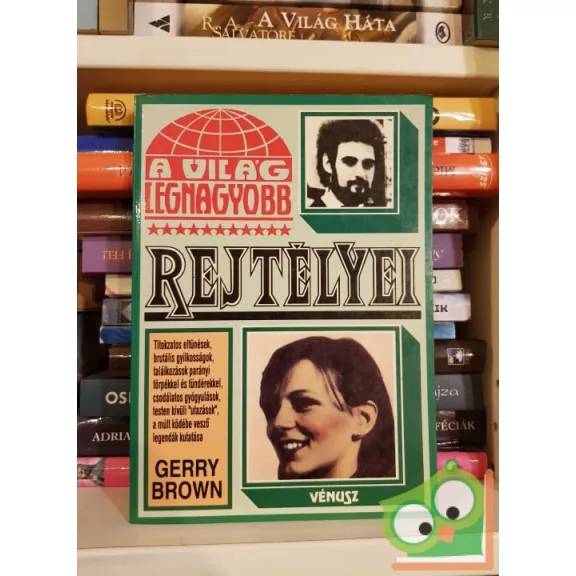 R. A.
SALVATORE
A VILÁG HÁTA
A VILÁG
LEGNAGYOBB
REJTÉLYEI
Titokzatos eltűnések,
brutális gyilkosságok,
találkozások parányi
törpékkel és tündérekkel,
csodálatos gyógyulások,
testen kívüli "utazások",
a múlt ködébe vesző
legendák kutatása
GERRY
BROWN
VÉNUSZ
ADRIA